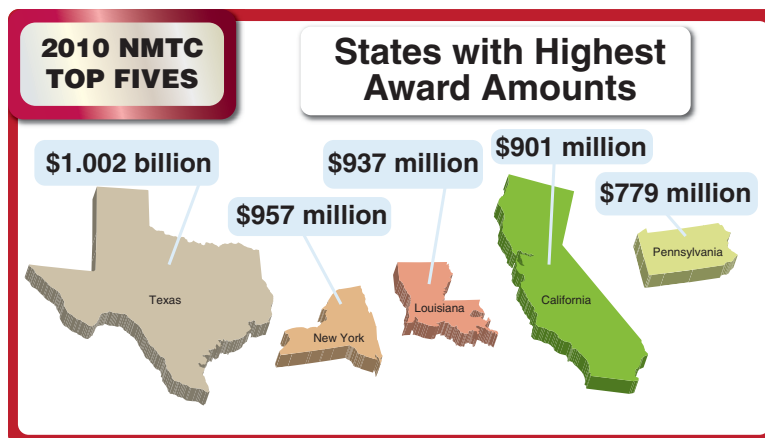 2010 NMTC
TOP FIVES
States with Highest
Award Amounts
$1.002 billion
$957 million
$937 million
$901 million
$779 million
Texas
New York
Louisiana
California
Pennsylvania